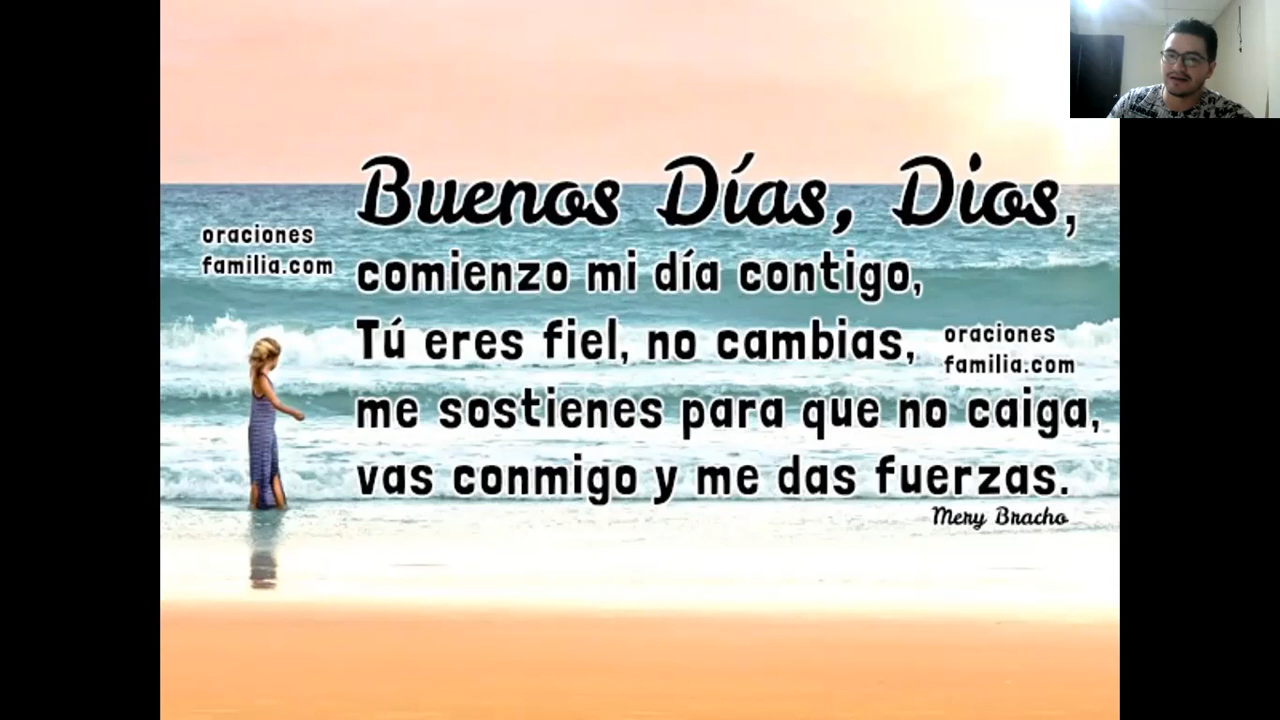 Buenos Días, Dios,
oraciones
familia.com
comienzo mi día contigo,
Tú eres fiel, no cambias,
oraciones
familia.com
me sostienes para que no caiga,
vas conmigo y me das fuerzas.
Mery Bracho